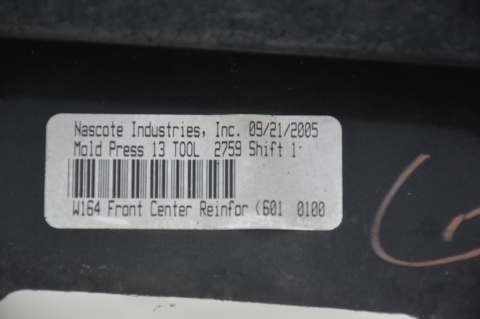 Nascote Industries, Inc. 09/21/2005
Mold Press 13 TOOL 2759 Shift 1
W164 Front Center Reinfor (601 0100